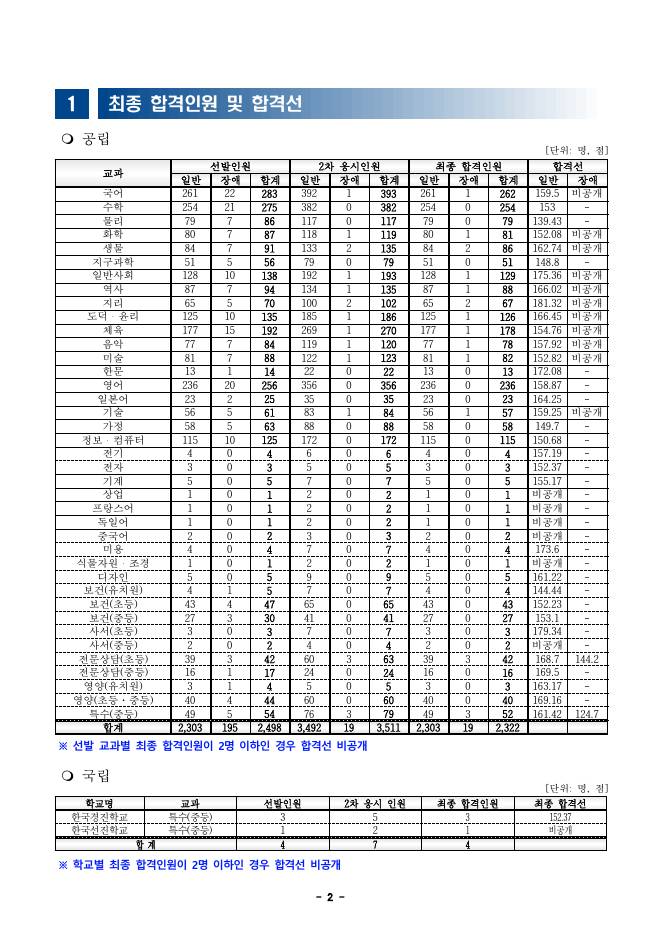 1 최종 합격인원 및 합격선
❍ 공립
[단위: 명, 점]
교과 선발인원 2차 응시인원 최종 합격인원 합격선
일반 장애 합계 일반 장애 합계 일반 장애 합계 일반 장애
국어 261 22 283 392 1 393 261 1 262 159.5 비공개
수학 254 21 275 382 0 382 254 0 254 153 -
물리 79 7 86 117 0 117 79 0 79 139.43 -
화학 80 7 87 118 1 119 80 1 81 152.08 비공개
생물 84 7 91 133 2 135 84 2 86 162.74 비공개
지구과학 51 5 56 79 0 79 51 0 51 148.8 -
일반사회 128 10 138 192 1 193 128 1 129 175.36 비공개
역사 87 7 94 134 1 135 87 1 88 166.02 비공개
지리 65 5 70 100 2 102 65 2 67 181.32 비공개
도덕·윤리 125 10 135 185 1 186 125 1 126 166.45 비공개
체육 177 15 192 269 1 270 177 1 178 154.76 비공개
음악 77 7 84 119 1 120 77 1 78 157.92 비공개
미술 81 7 88 122 1 123 81 1 82 152.82 비공개
한문 13 1 14 22 0 22 13 0 13 172.08 -
영어 236 20 256 356 0 356 236 0 236 158.87 -
일본어 23 2 25 35 0 35 23 0 23 164.25 -
기술 56 5 61 83 1 84 56 1 57 159.25 비공개
가정 58 5 63 88 0 88 58 0 58 149.7 -
정보·컴퓨터 115 10 125 172 0 172 115 0 115 150.68 -
전기 4 0 4 6 0 6 4 0 4 157.19 -
전자 3 0 3 5 0 5 3 0 3 152.37 -
기계 5 0 5 7 0 7 5 0 5 155.17 -
상업 1 0 1 2 0 2 1 0 1 비공개 -
프랑스어 1 0 1 2 0 2 1 0 1 비공개 -
독일어 1 0 1 2 0 2 1 0 1 비공개 -
중국어 2 0 2 3 0 3 2 0 2 비공개 -
미용 4 0 4 7 0 7 4 0 4 173.6 -
식물자원·조경 1 0 1 2 0 2 1 0 1 비공개 -
디자인 5 0 5 9 0 9 5 0 5 161.22 -
보건(유치원) 4 1 5 7 0 7 4 0 4 144.44 -
보건(초등) 43 4 47 65 0 65 43 0 43 152.23 -
보건(중등) 27 3 30 41 0 41 27 0 27 153.1 -
사서(초등) 3 0 3 7 0 7 3 0 3 179.34 -
사서(중등) 2 0 2 4 0 4 2 0 2 비공개 -
전문상담(초등) 39 3 42 60 3 63 39 3 42 168.7 144.2
전문상담(중등) 16 1 17 24 0 24 16 0 16 169.5 -
영양(유치원) 3 1 4 5 0 5 3 0 3 163.17 -
영양(초등·중등) 40 4 44 60 0 60 40 0 40 169.16 -
특수(중등) 49 5 54 76 3 79 49 3 52 161.42 124.7
합계 2,303 195 2,498 3,492 19 3,511 2,303 19 2,322
※ 선발 교과별 최종 합격인원이 2명 이하인 경우 합격선 비공개
❍ 국립
[단위: 명, 점]
학교명 교과 선발인원 2차 응시 인원 최종 합격인원 최종 합격선
한국경진학교 특수(중등) 3 5 3 152.37
한국선진학교 특수(중등) 1 2 1 비공개
합 계 4 7 4
※ 학교별 최종 합격인원이 2명 이하인 경우 합격선 비공개
- 2 -